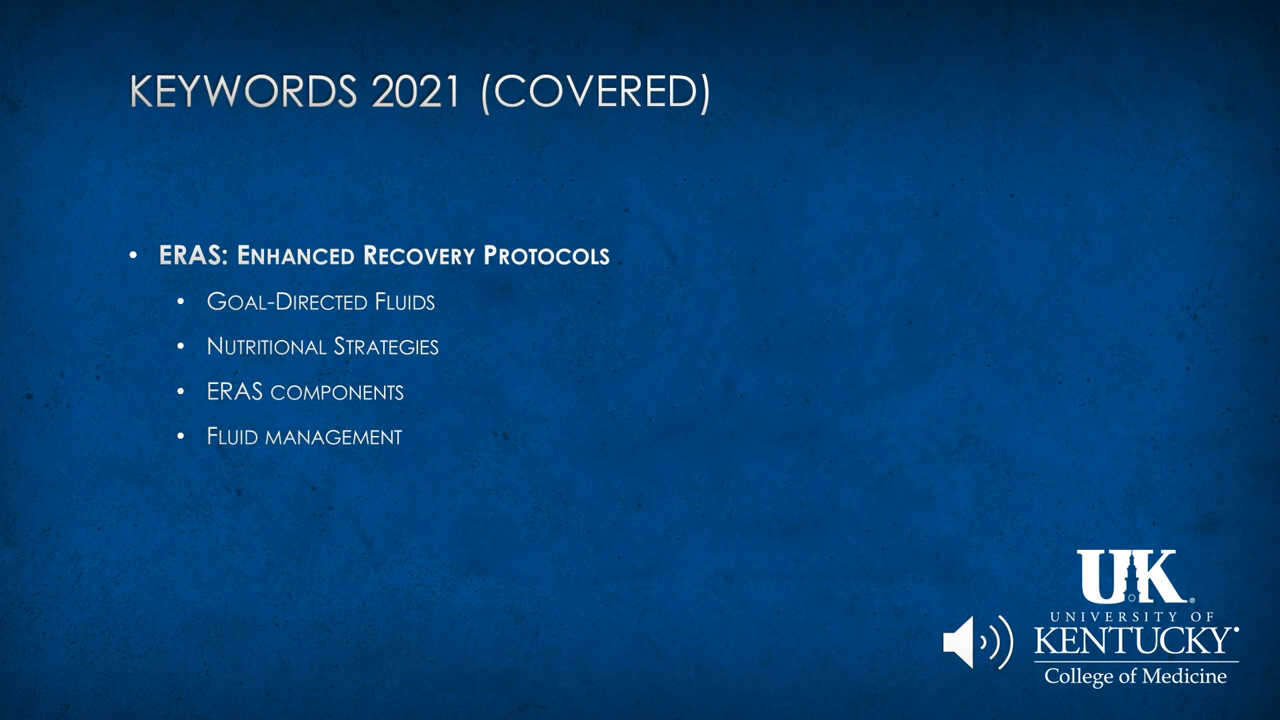 KEYWORDS 2021 (COVERED)
• ERAS: ENHANCED RECOVERY PROTOCOLS
• GOAL-DIRECTED FLUIDS
• NUTRITIONAL STRATEGIES
• ERAS COMPONENTS
• FLUID MANAGEMENT
UK®
UNIVERSITY OF
KENTUCKY
College of Medicine